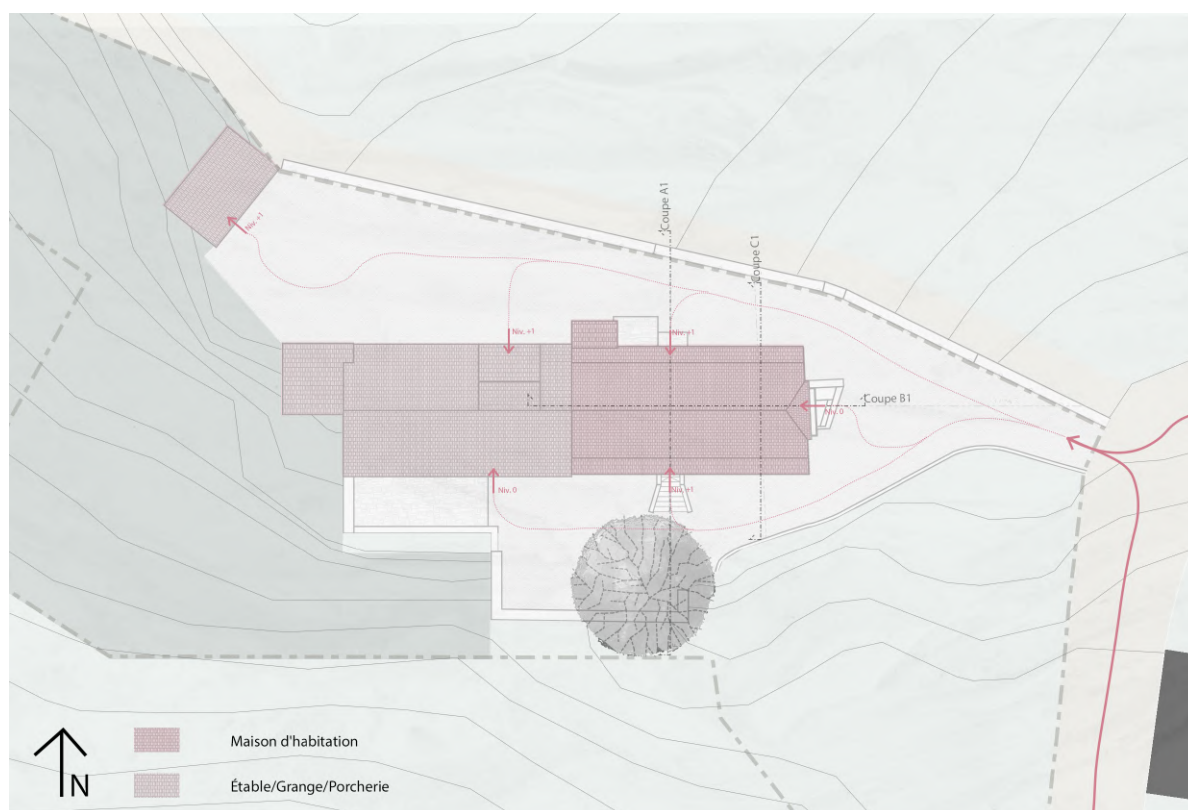 Coupe A1
Niv. +1
Coupe C1
Niv. +1
Niv. +1
Coupe B1
Niv. 0
Niv. 0
Niv. +1
Maison d'habitation
N
Étable/Grange/Porcherie